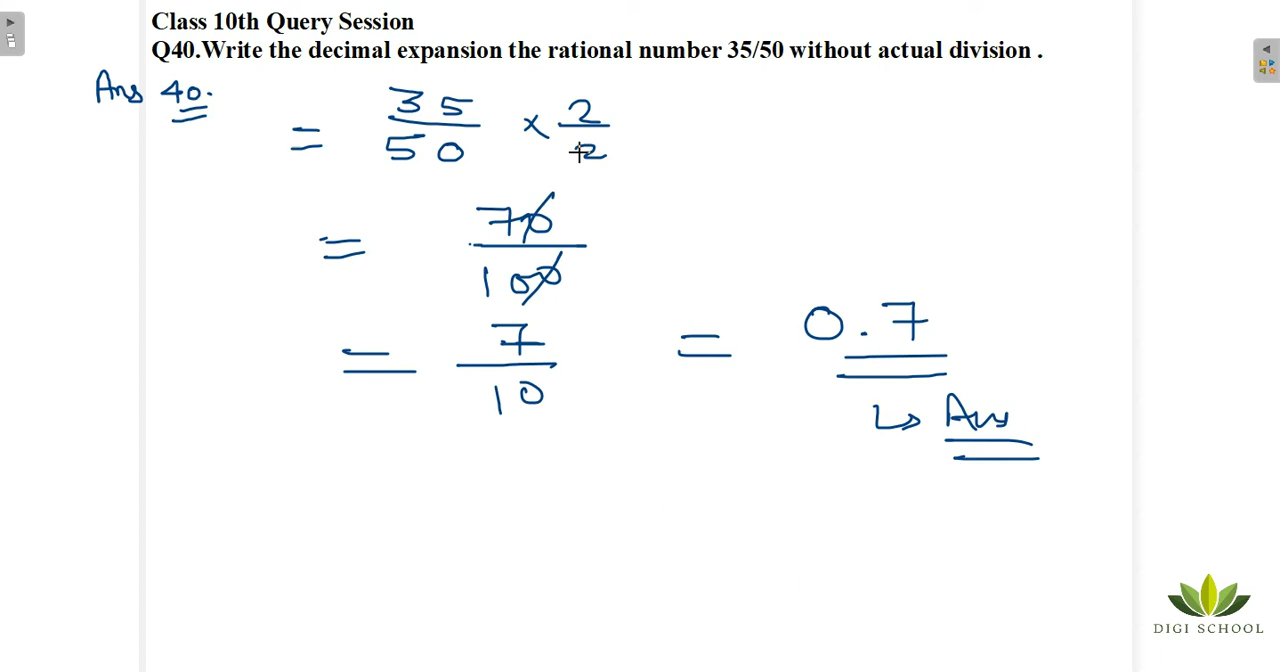 Class 10th Query Session
Q40.Write the decimal expansion the rational number 35/50 without actual division .
Ans 40.
= 35/50 × 2/2
= 70/100
= 7/10 = 0.7
↳ Ans
DIGI SCHOOL